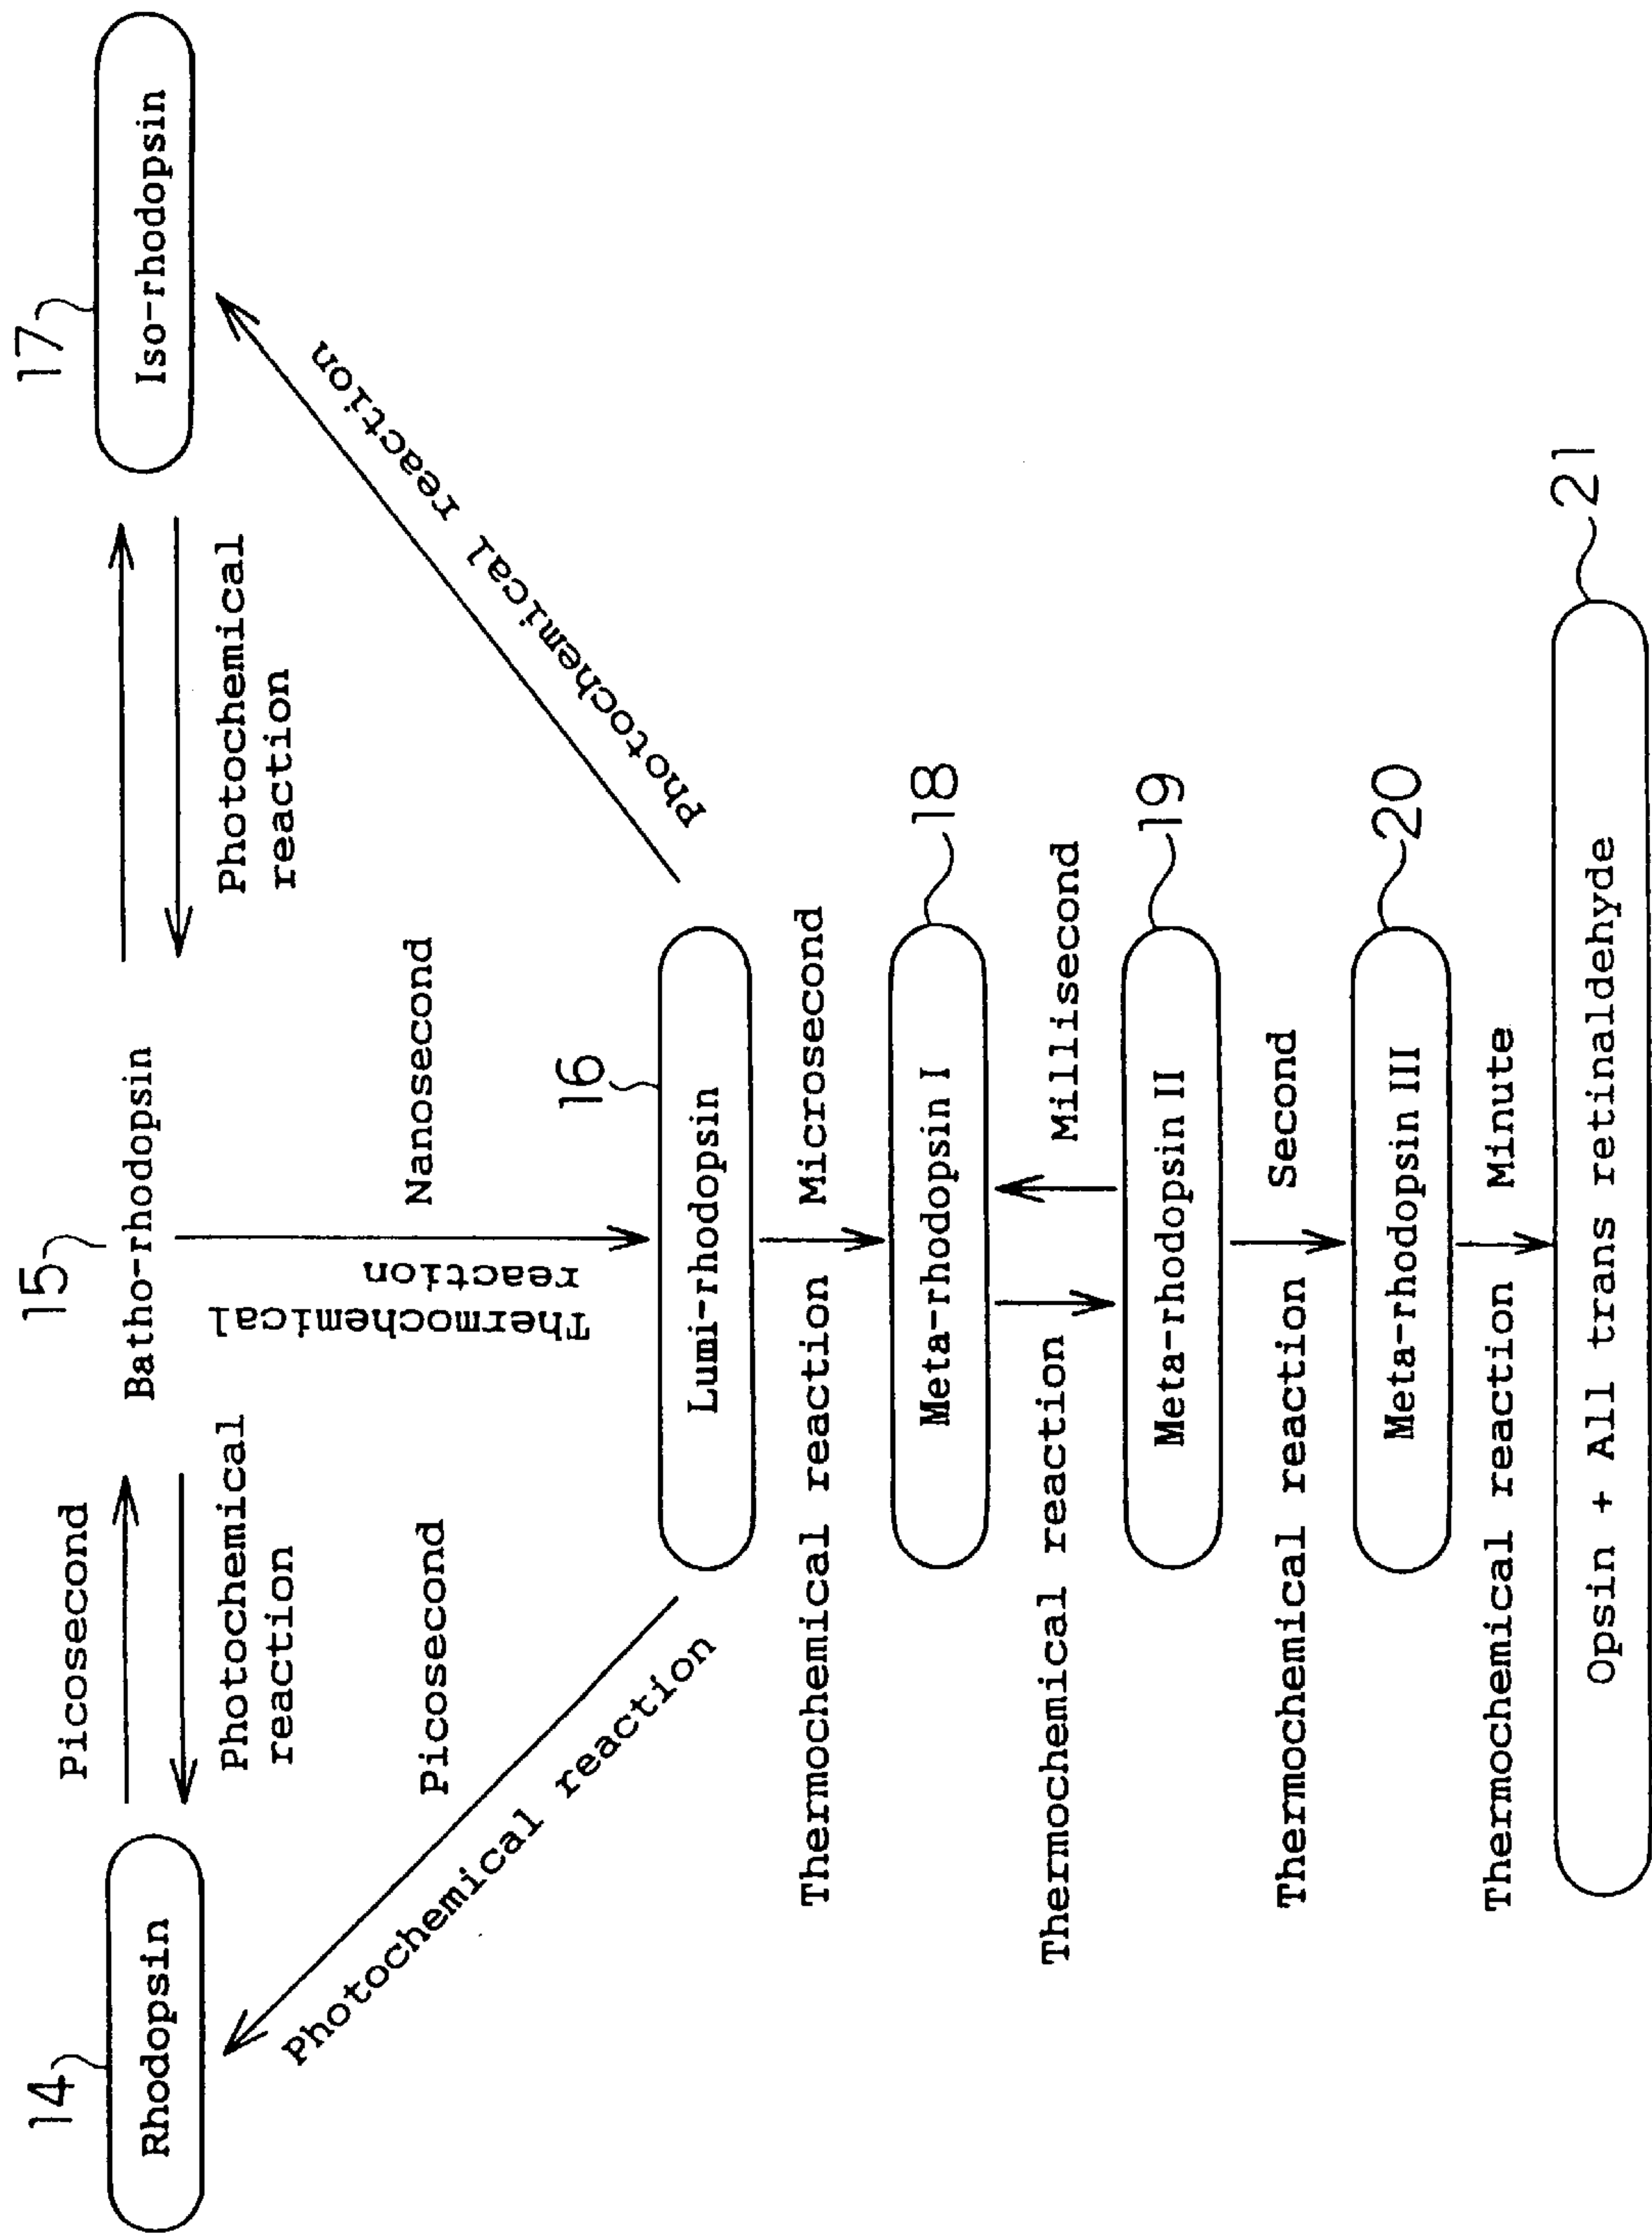 14
Rhodopsin
Picosecond
Photochemical
reaction
15
Batho-rhodopsin
Photochemical
reaction
17
Iso-rhodopsin
Picosecond
Photochemical reaction
Thermochemical
reaction
Nanosecond
Photochemical reaction
16
Lumi-rhodopsin
Thermochemical reaction
Microsecond
18
Meta-rhodopsin I
Thermochemical reaction
Millisecond
19
Meta-rhodopsin II
Thermochemical reaction
Second
20
Meta-rhodopsin III
Thermochemical reaction
Minute
21
Opsin + All trans retinaldehyde